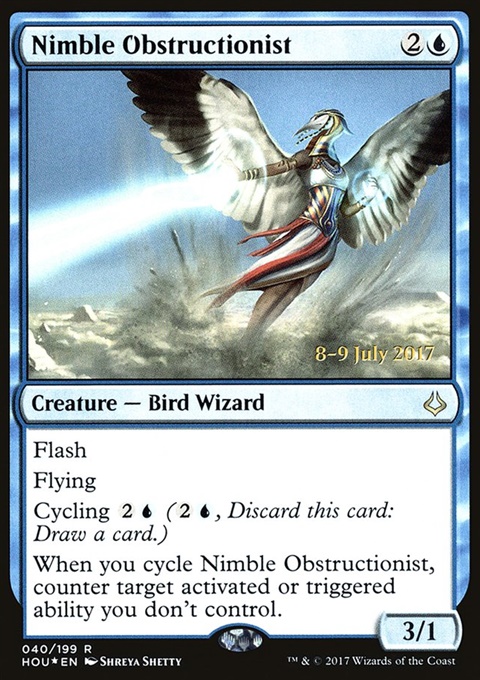 Nimble Obstructionist 2
8–9 July 2017
Creature — Bird Wizard
Flash
Flying
Cycling 2 (2, Discard this card:
Draw a card.)
When you cycle Nimble Obstructionist,
counter target activated or triggered
ability you don't control.
3/1
040/199 R
HOU★EN Shreya Shetty
™ & © 2017 Wizards of the Coast